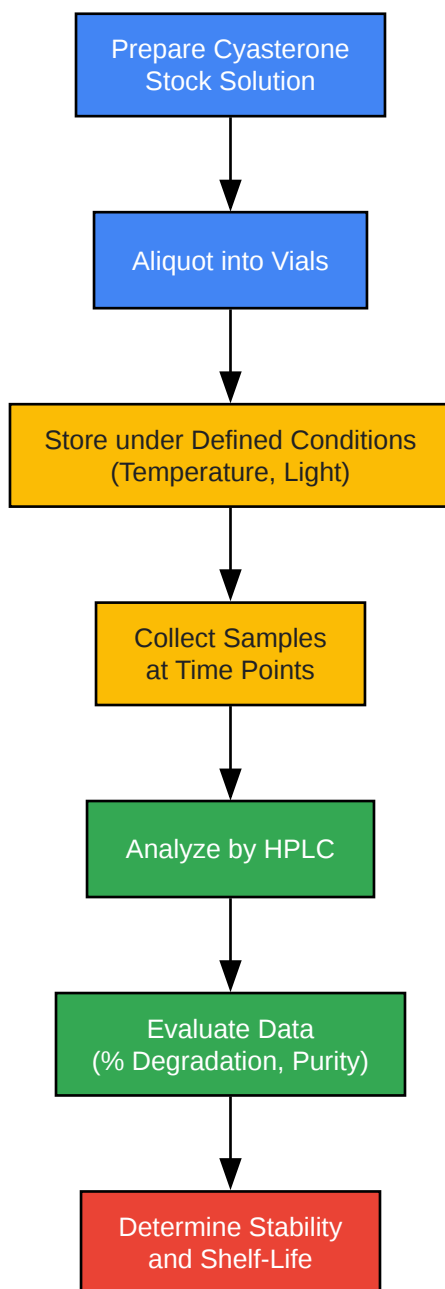 Prepare Cyasterone
Stock Solution
Aliquot into Vials
Store under Defined Conditions
(Temperature, Light)
Collect Samples
at Time Points
Analyze by HPLC
Evaluate Data
(% Degradation, Purity)
Determine Stability
and Shelf-Life